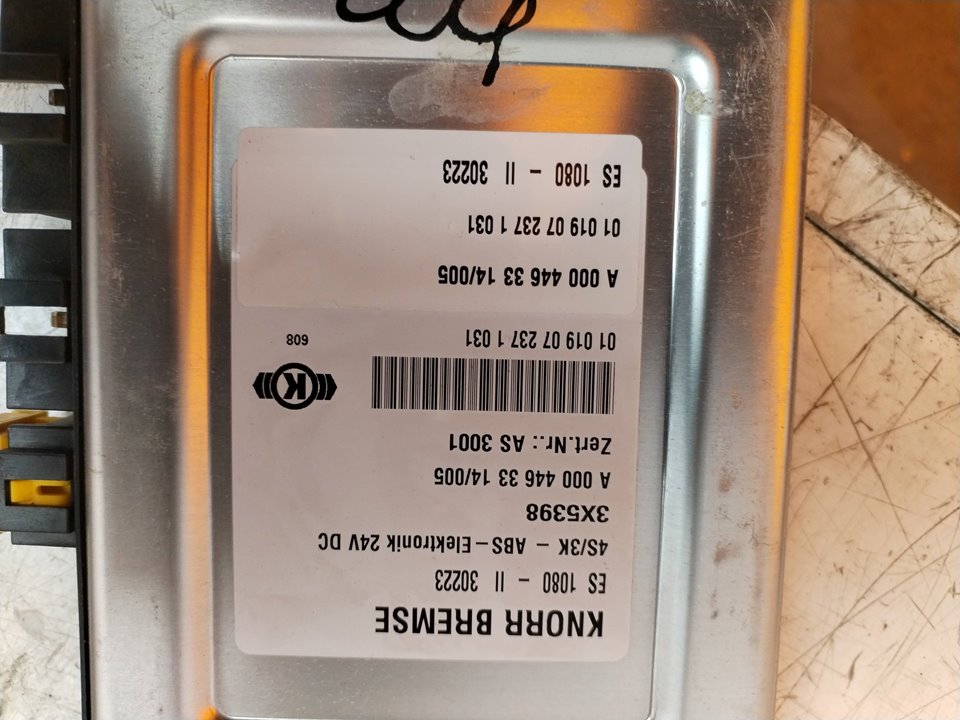 KNORR BREMSE
ES 1080 - II 30223
4S/3K - ABS-Elektronik 24V DC
3X5398
A 000 446 33 14/005
Zert.Nr.: AS 3001
K
01 019 07 237 1 031
608
A 000 446 33 14/005
01 019 07 237 1 031
ES 1080 - II 30223